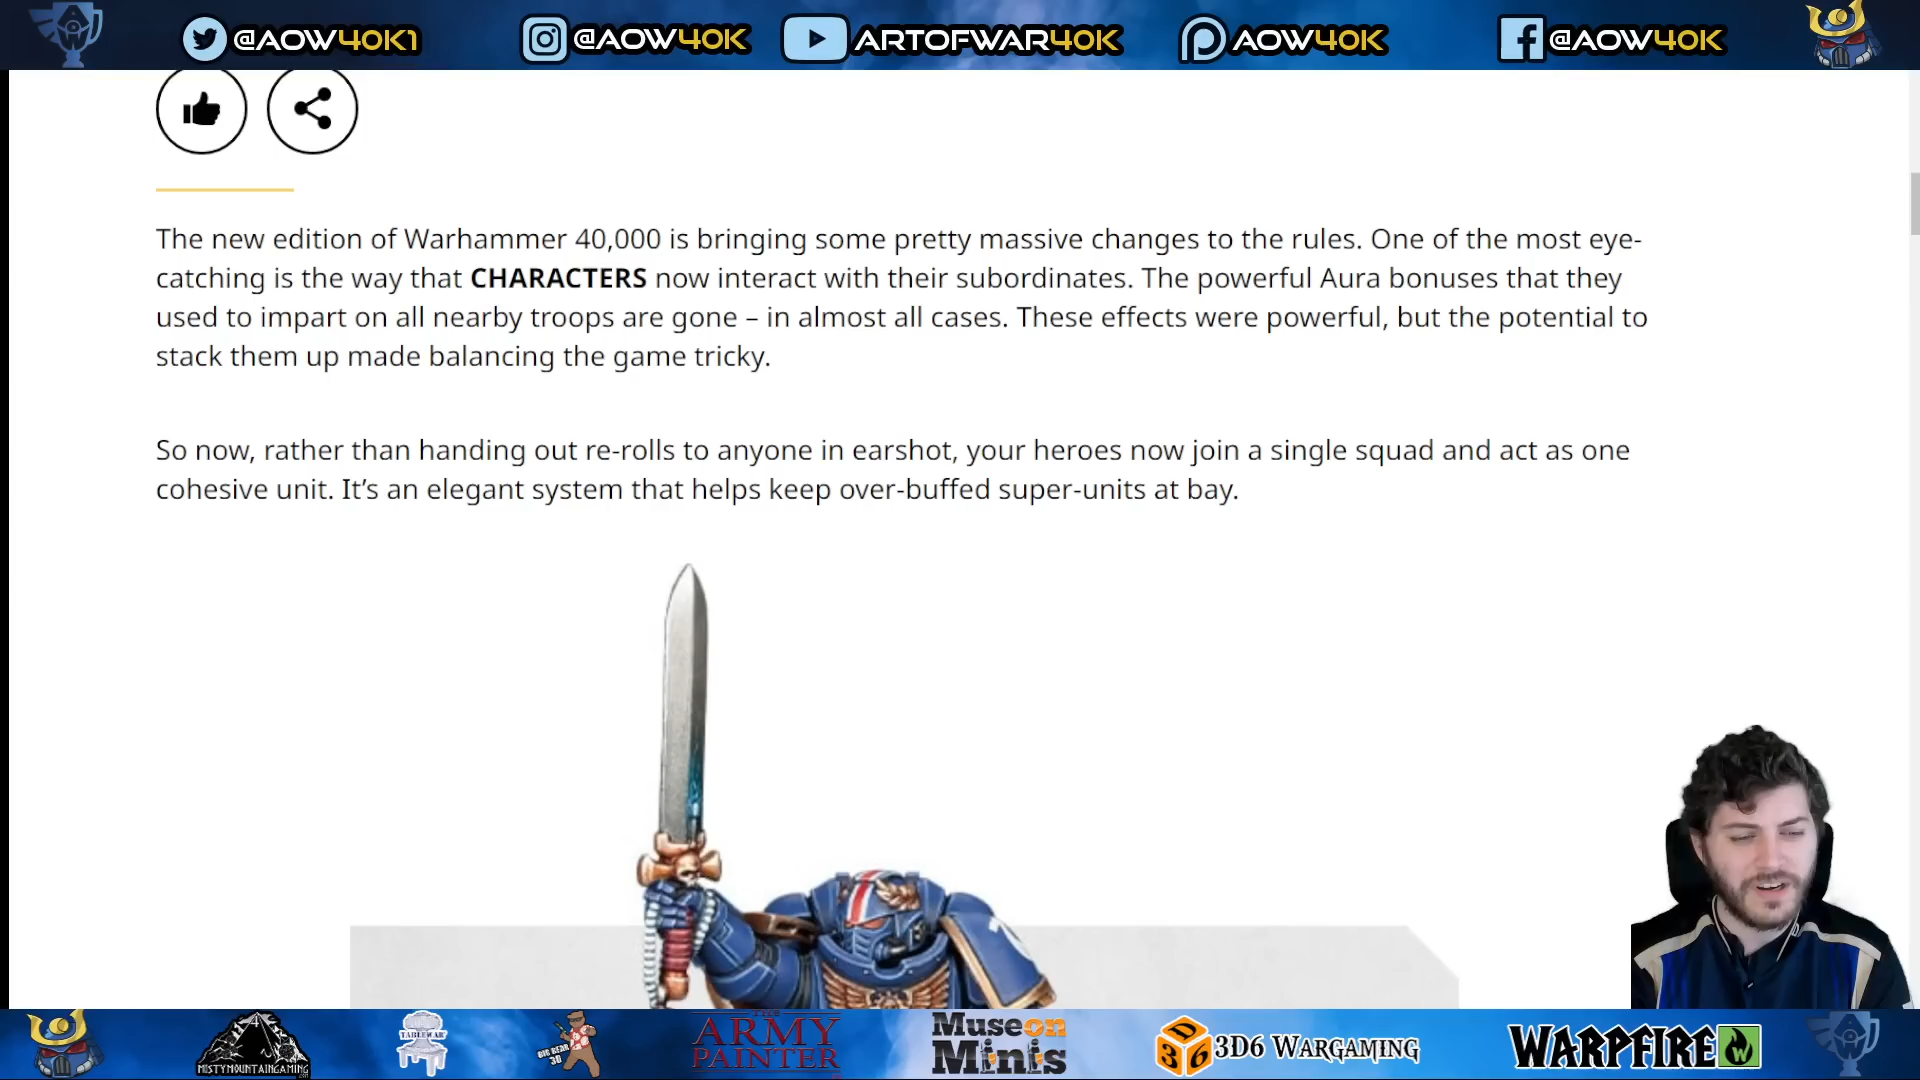 @AOW40K1 @AOW40K ARTOFWAR40K AOW40K @AOW40K
The new edition of Warhammer 40,000 is bringing some pretty massive changes to the rules. One of the most eye-
catching is the way that CHARACTERS now interact with their subordinates. The powerful Aura bonuses that they
used to impart on all nearby troops are gone – in almost all cases. These effects were powerful, but the potential to
stack them up made balancing the game tricky.
So now, rather than handing out re-rolls to anyone in earshot, your heroes now join a single squad and act as one
cohesive unit. It’s an elegant system that helps keep over-buffed super-units at bay.
MISTYMOUNTAINGAMING
TABLEWAR
BIG BEAR
3D
THE
ARMY
PAINTER
Museon
Minis
3D6
3D6 WARGAMING
WARPFIRE